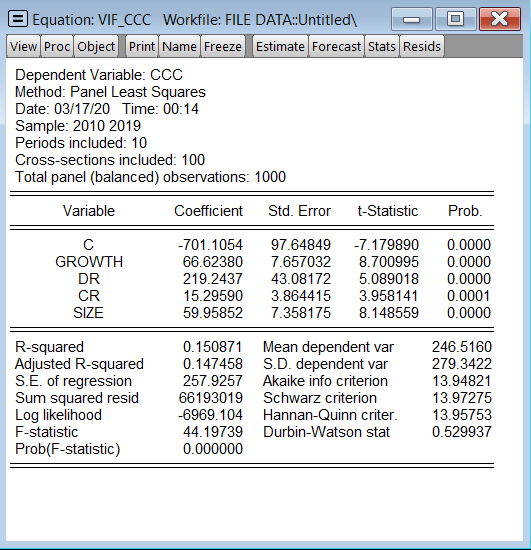 Equation: VIF_CCC Workfile: FILE DATA::Untitled\
View Proc Object Print Name Freeze Estimate Forecast Stats Resids
Dependent Variable: CCC
Method: Panel Least Squares
Date: 03/17/20 Time: 00:14
Sample: 2010 2019
Periods included: 10
Cross-sections included: 100
Total panel (balanced) observations: 1000
Variable Coefficient Std. Error t-Statistic Prob.
C -701.1054 97.64849 -7.179890 0.0000
GROWTH 66.62380 7.657032 8.700995 0.0000
DR 219.2437 43.08172 5.089018 0.0000
CR 15.29590 3.864415 3.958141 0.0001
SIZE 59.95852 7.358175 8.148559 0.0000
R-squared 0.150871 Mean dependent var 246.5160
Adjusted R-squared 0.147458 S.D. dependent var 279.3422
S.E. of regression 257.9257 Akaike info criterion 13.94821
Sum squared resid 66193019 Schwarz criterion 13.97275
Log likelihood -6969.104 Hannan-Quinn criter. 13.95753
F-statistic 44.19739 Durbin-Watson stat 0.529937
Prob(F-statistic) 0.000000